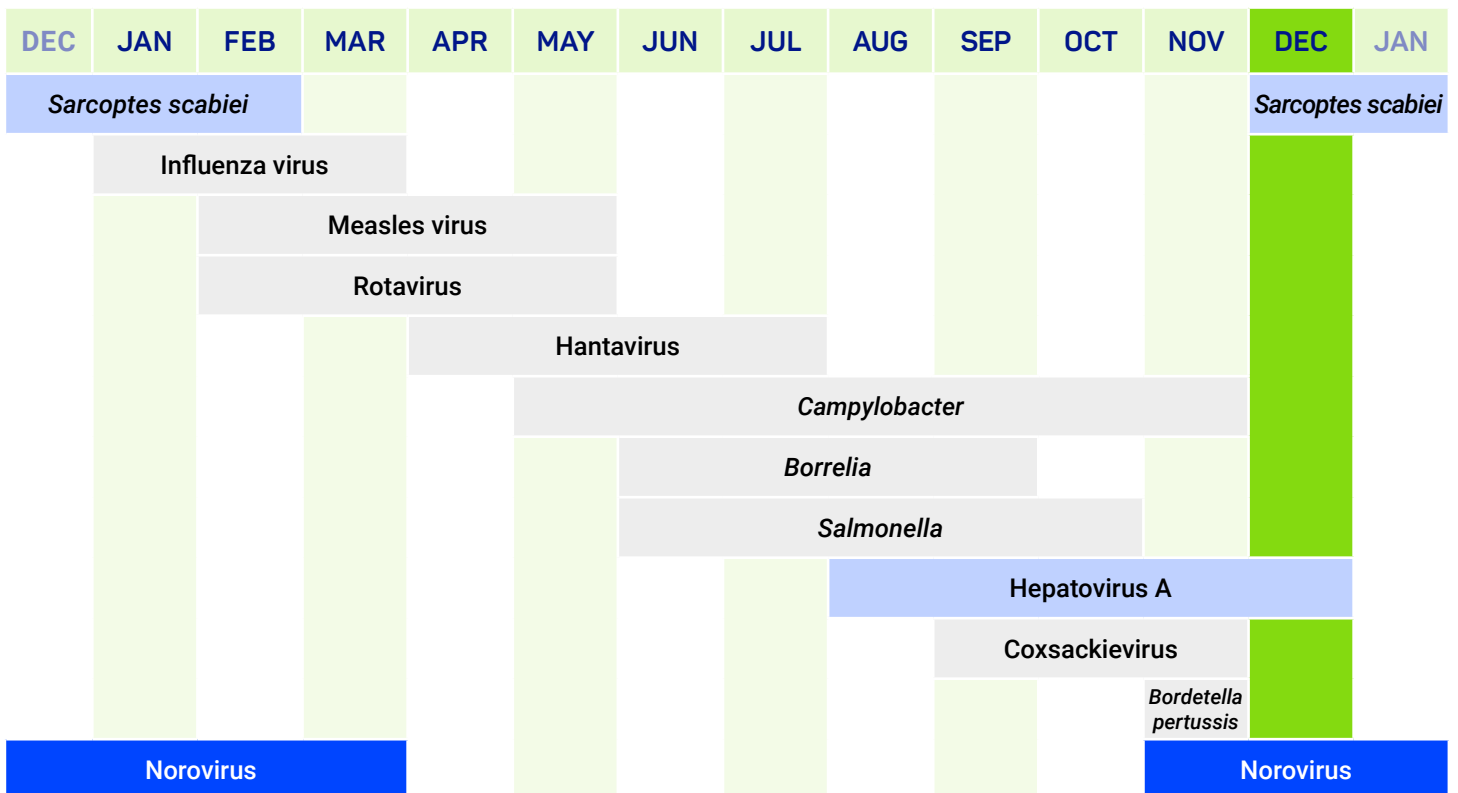 DEC JAN FEB MAR APR MAY JUN JUL AUG SEP OCT NOV DEC JAN
Sarcoptes scabiei Sarcoptes scabiei
Influenza virus
Measles virus
Rotavirus
Hantavirus
Campylobacter
Borrelia
Salmonella
Hepatovirus A
Coxsackievirus
Bordetella
pertussis
Norovirus Norovirus